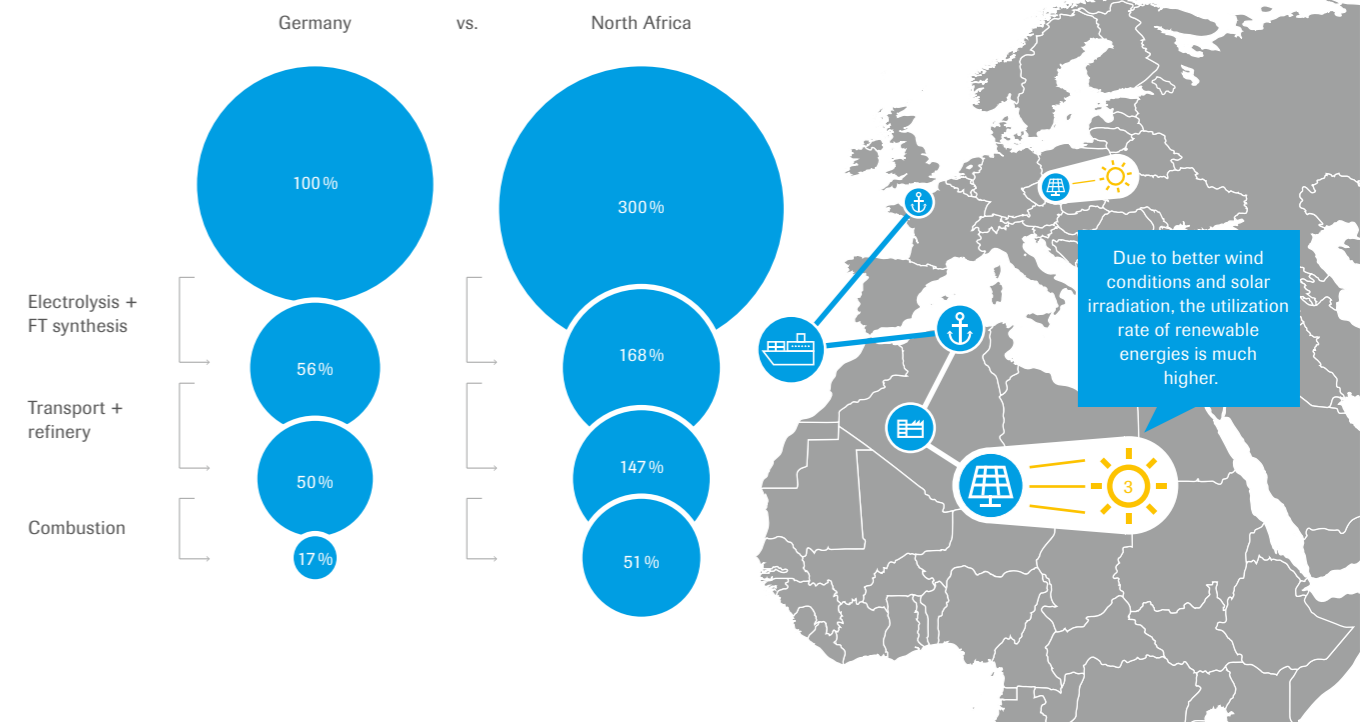 Germany vs. North Africa
100 %
300 %
Electrolysis +
FT synthesis
56 %
168 %
Transport +
refinery
50 %
147 %
Combustion
17 %
51 %
Due to better wind
conditions and solar
irradiation, the utilization
rate of renewable
energies is much
higher.
3